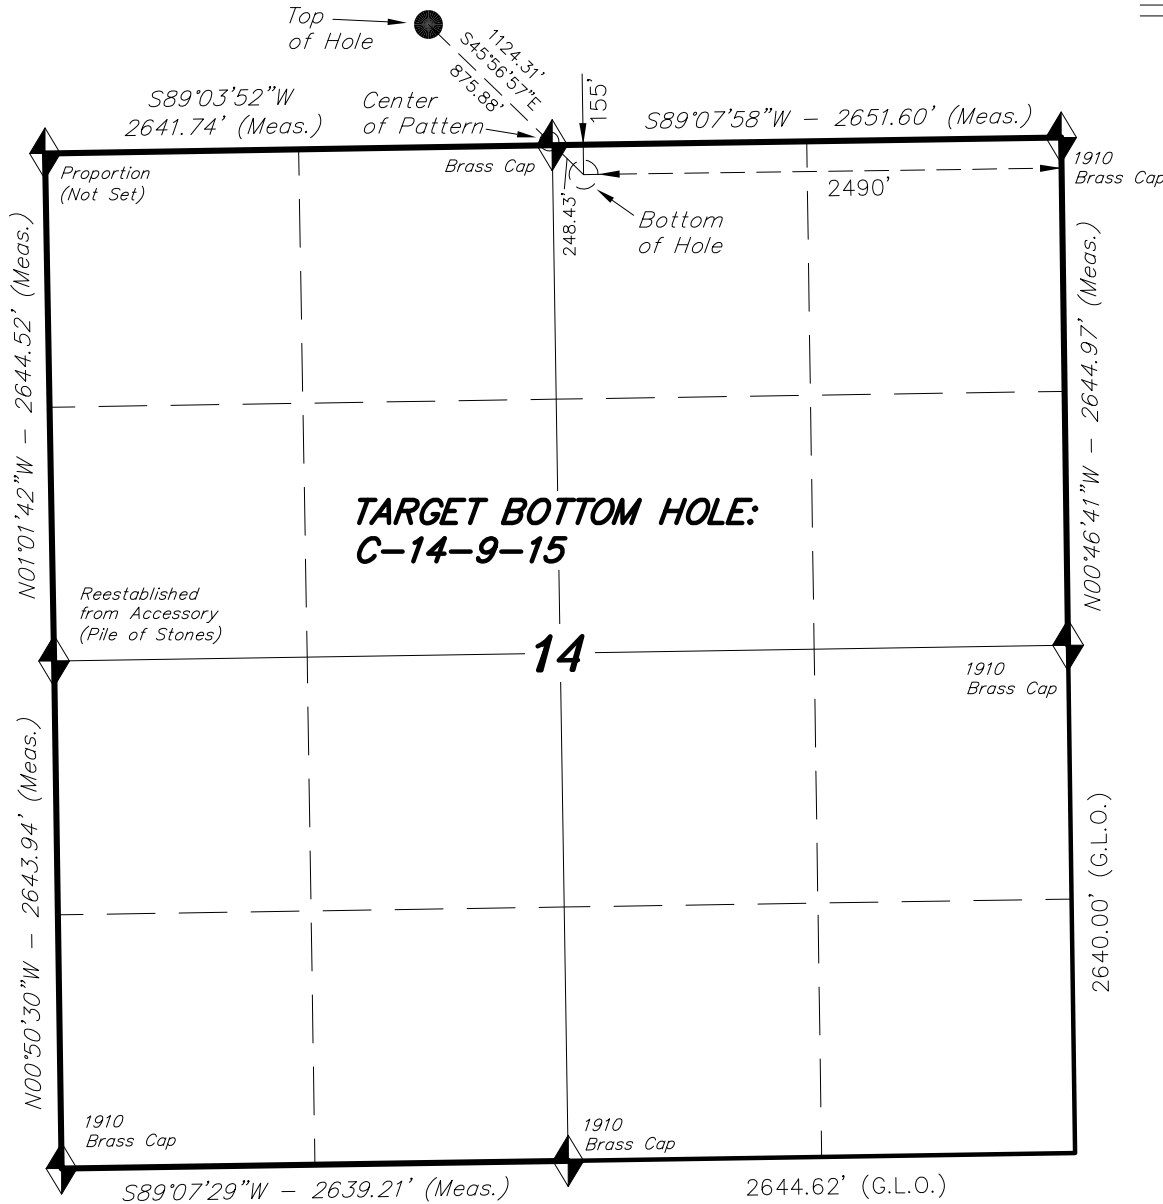 Top
of Hole
1124.31'
S45°56'57"E
875.88'
155'
S89°03'52"W
2641.74' (Meas.)
Center
of Pattern
S89°07'58"W - 2651.60' (Meas.)
Proportion
(Not Set)
Brass Cap
1910
Brass Cap
2490'
248.43'
Bottom
of Hole
N01°01'42"W - 2644.52' (Meas.)
N00°46'41"W - 2644.97' (Meas.)
TARGET BOTTOM HOLE:
C-14-9-15
Reestablished
from Accessory
(Pile of Stones)
14
1910
Brass Cap
N00°50'30"W - 2643.94' (Meas.)
2640.00' (G.L.O.)
1910
Brass Cap
1910
Brass Cap
S89°07'29"W - 2639.21' (Meas.)
2644.62' (G.L.O.)